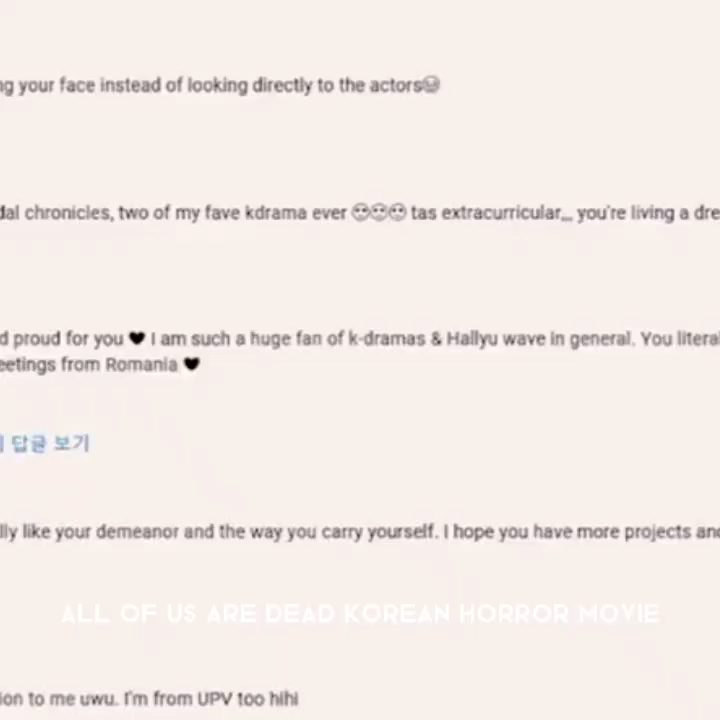 ng your face instead of looking directly to the actors😂
dal chronicles, two of my fave kdrama ever 🥺🥺🥺 tas extracurricular,,, you're living a dre
d proud for you ♥ I am such a huge fan of k-dramas & Hallyu wave in general. You litera
eetings from Romania ♥
답글 보기
lly like your demeanor and the way you carry yourself. I hope you have more projects and
ALL OF US ARE DEAD KOREAN HORROR MOVIE
ion to me uwu. I'm from UPV too hihi